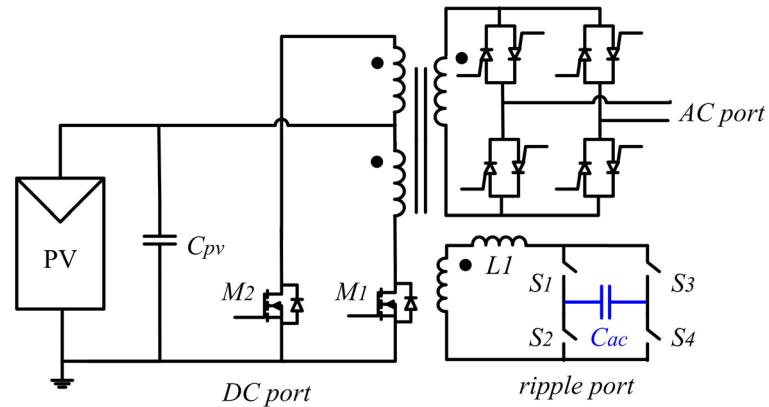 AC port
PV
Cpv
M2
M1
L1
S1
S3
S2
Cac
S4
DC port
ripple port